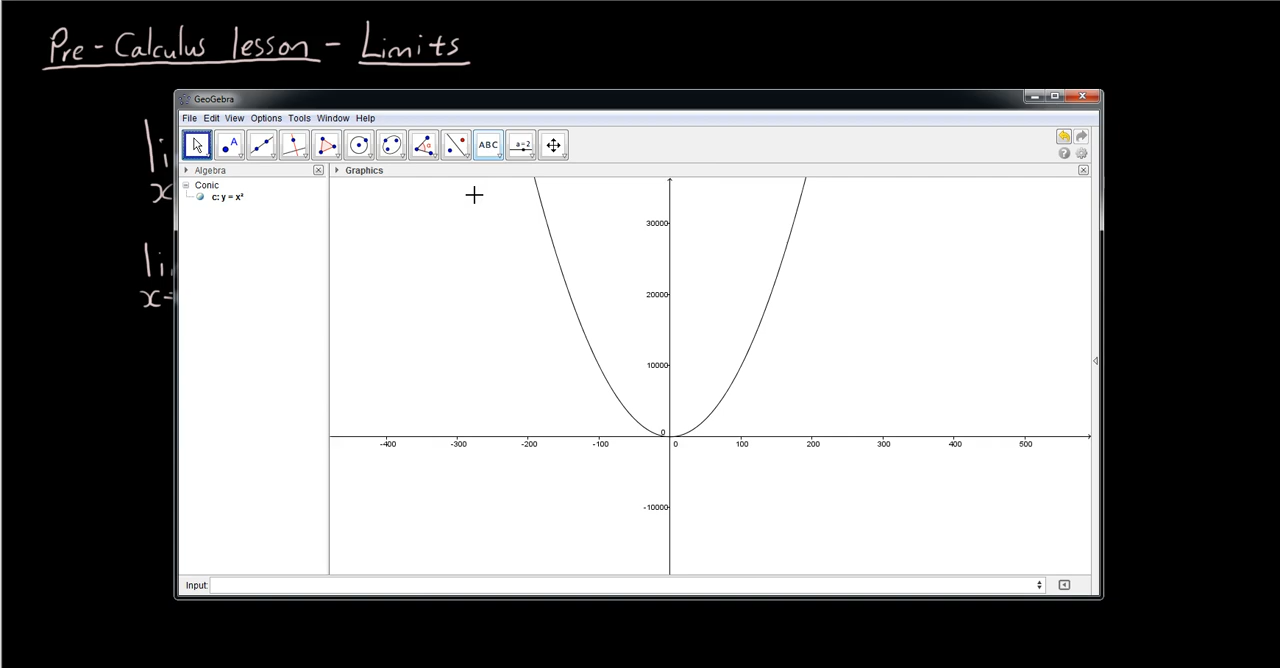 Pre-Calculus lesson - Limits
GeoGebra
File Edit View Options Tools Window Help
A
ABC
a=2
Algebra
Graphics
Conic
c: y = x²
30000
20000
10000
0
-400 -300 -200 -100 0 100 200 300 400 500
-10000
Input:
x
x